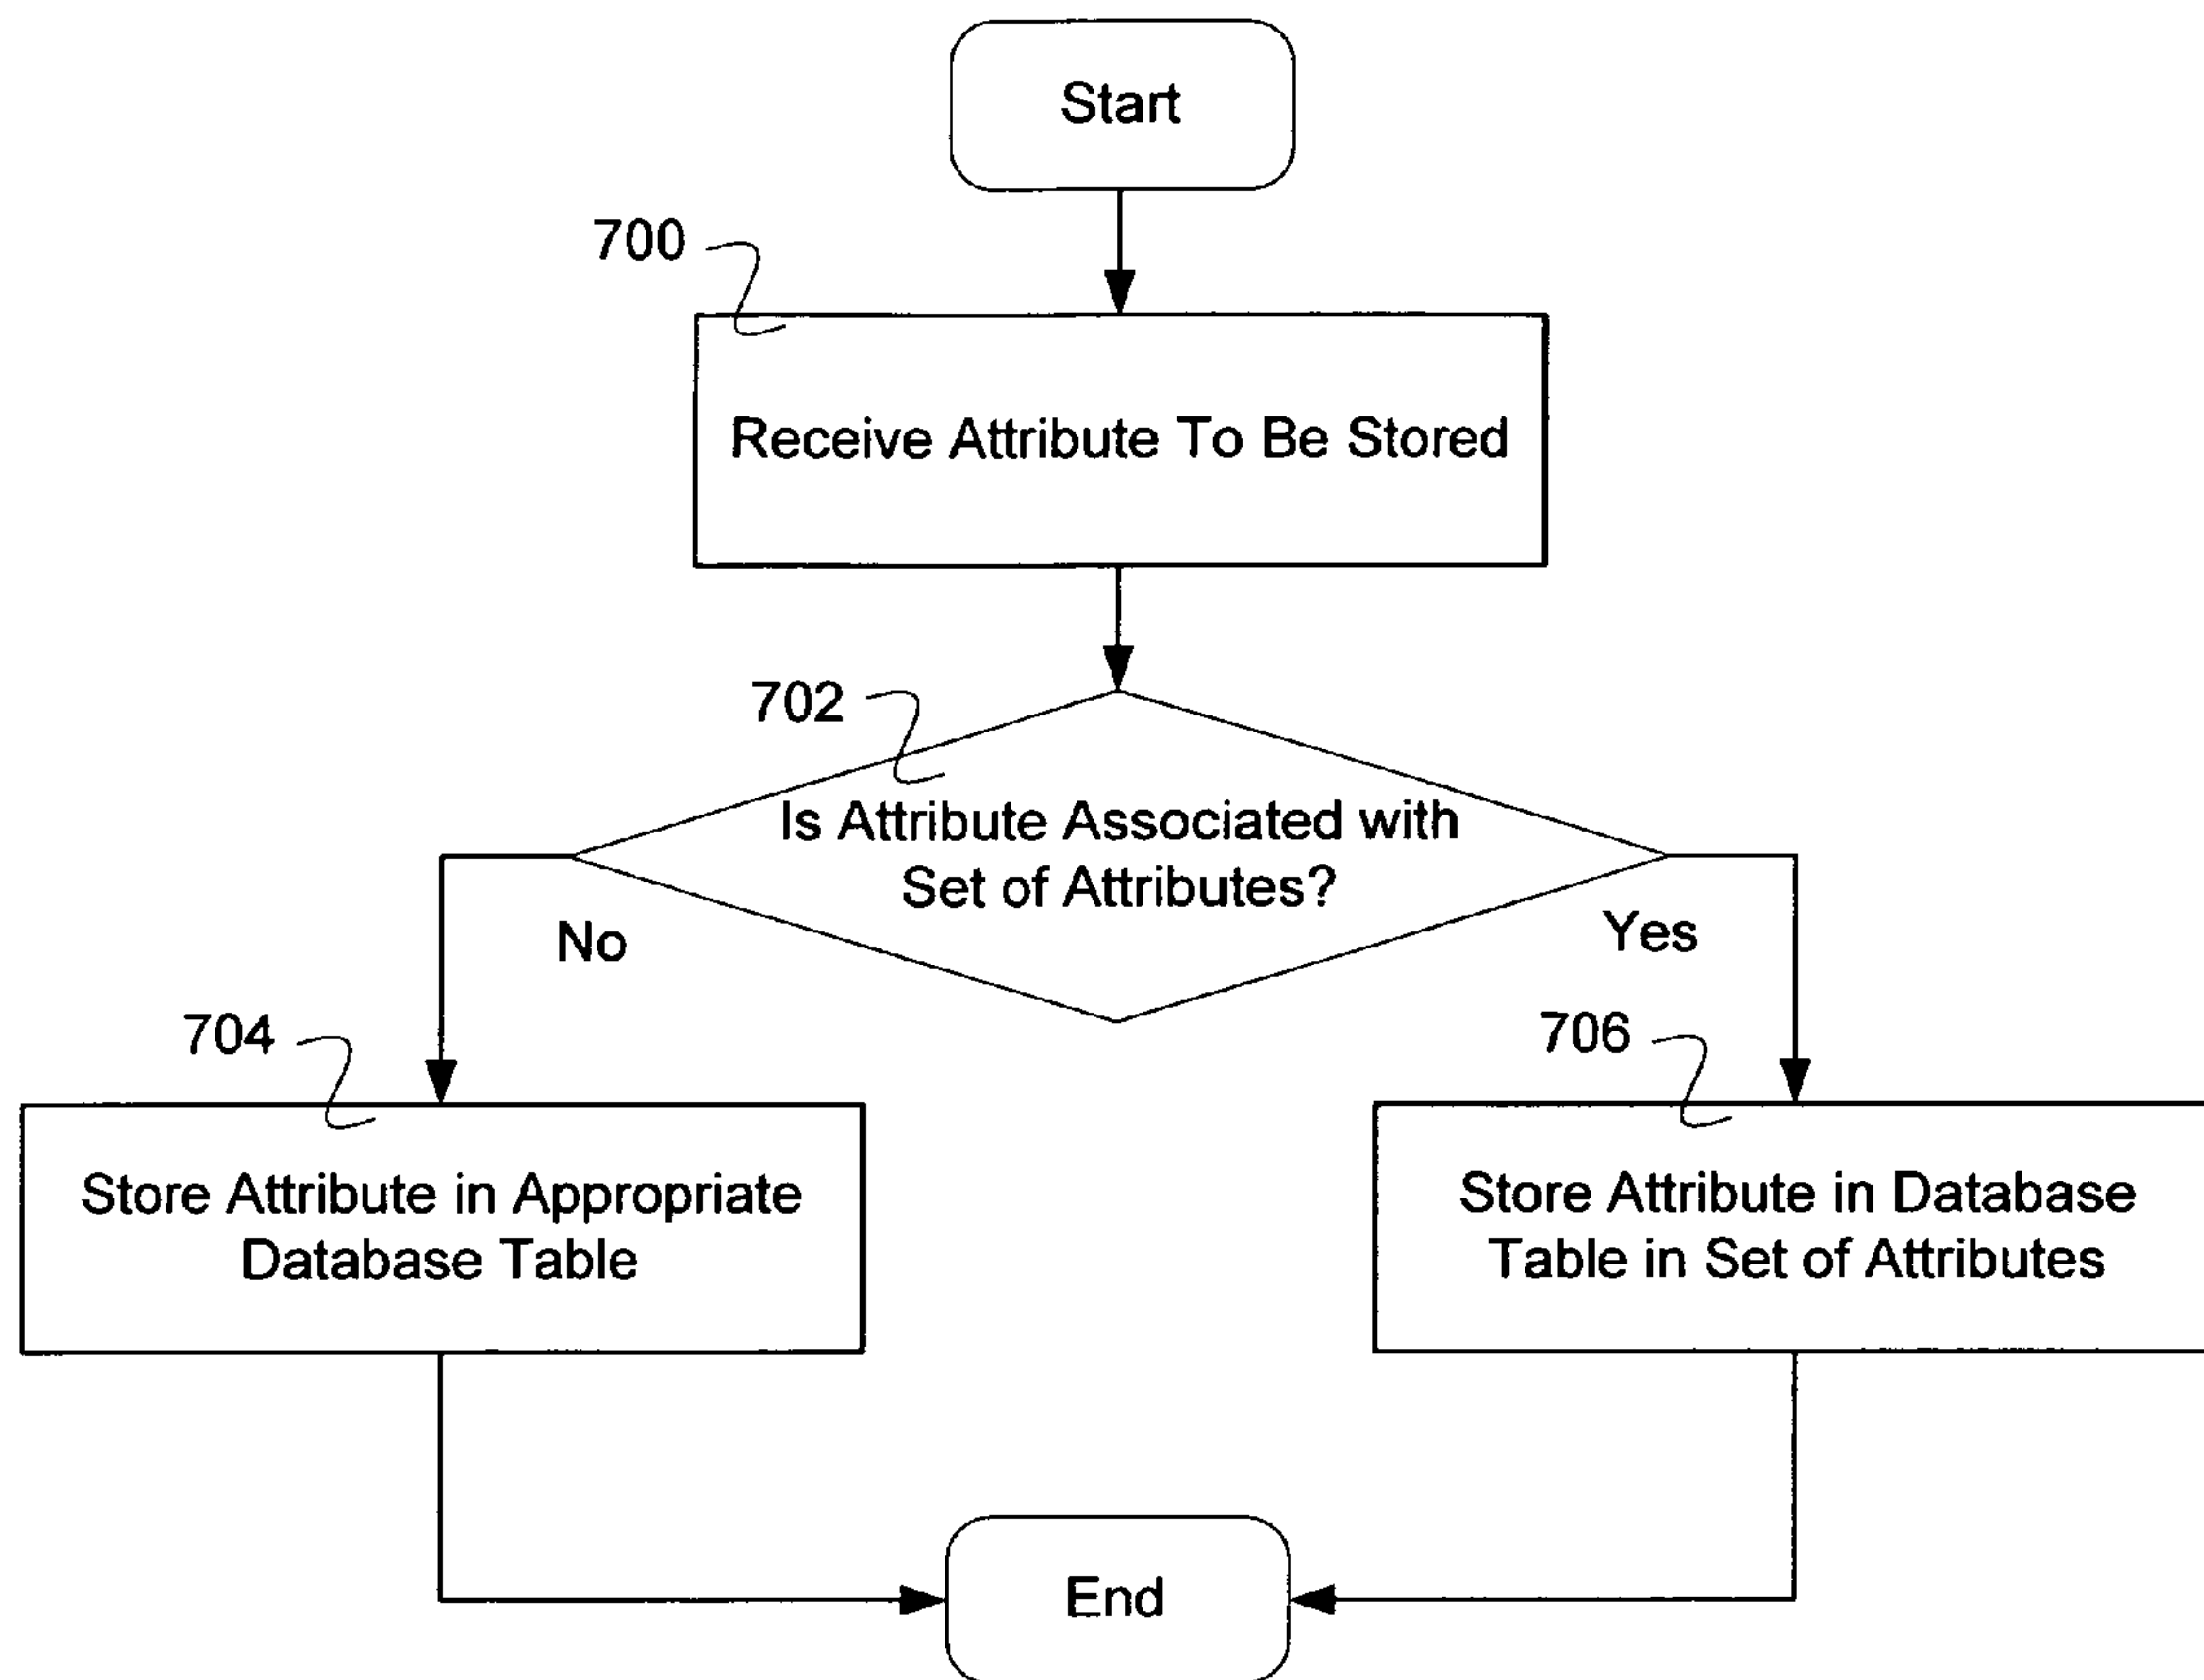 Start
700
Receive Attribute To Be Stored
702
Is Attribute Associated with
Set of Attributes?
No
Yes
704
706
Store Attribute in Appropriate
Database Table
Store Attribute in Database
Table in Set of Attributes
End